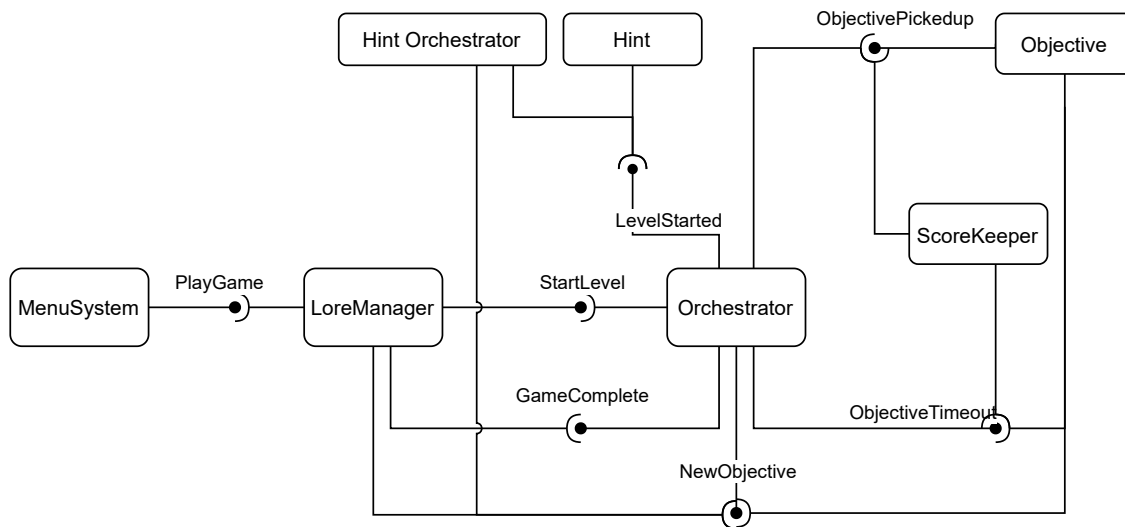 ObjectivePickedup
Hint Orchestrator
Hint
Objective
LevelStarted
ScoreKeeper
PlayGame
StartLevel
MenuSystem
LoreManager
Orchestrator
GameComplete
ObjectiveTimeout
NewObjective